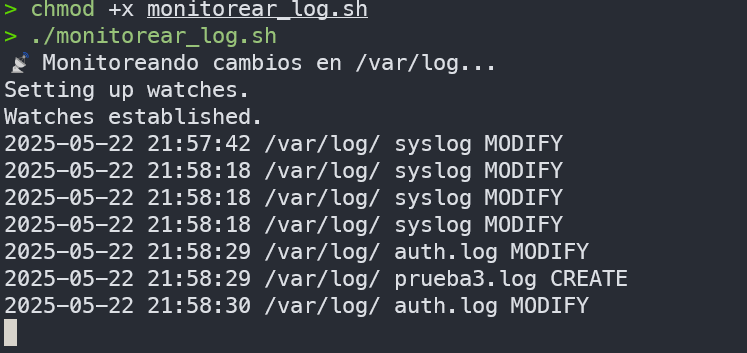 > chmod +x monitorear_log.sh
> ./monitorear_log.sh
📡 Monitoreando cambios en /var/log...
Setting up watches.
Watches established.
2025-05-22 21:57:42 /var/log/ syslog MODIFY
2025-05-22 21:58:18 /var/log/ syslog MODIFY
2025-05-22 21:58:18 /var/log/ syslog MODIFY
2025-05-22 21:58:18 /var/log/ syslog MODIFY
2025-05-22 21:58:29 /var/log/ auth.log MODIFY
2025-05-22 21:58:29 /var/log/ prueba3.log CREATE
2025-05-22 21:58:30 /var/log/ auth.log MODIFY